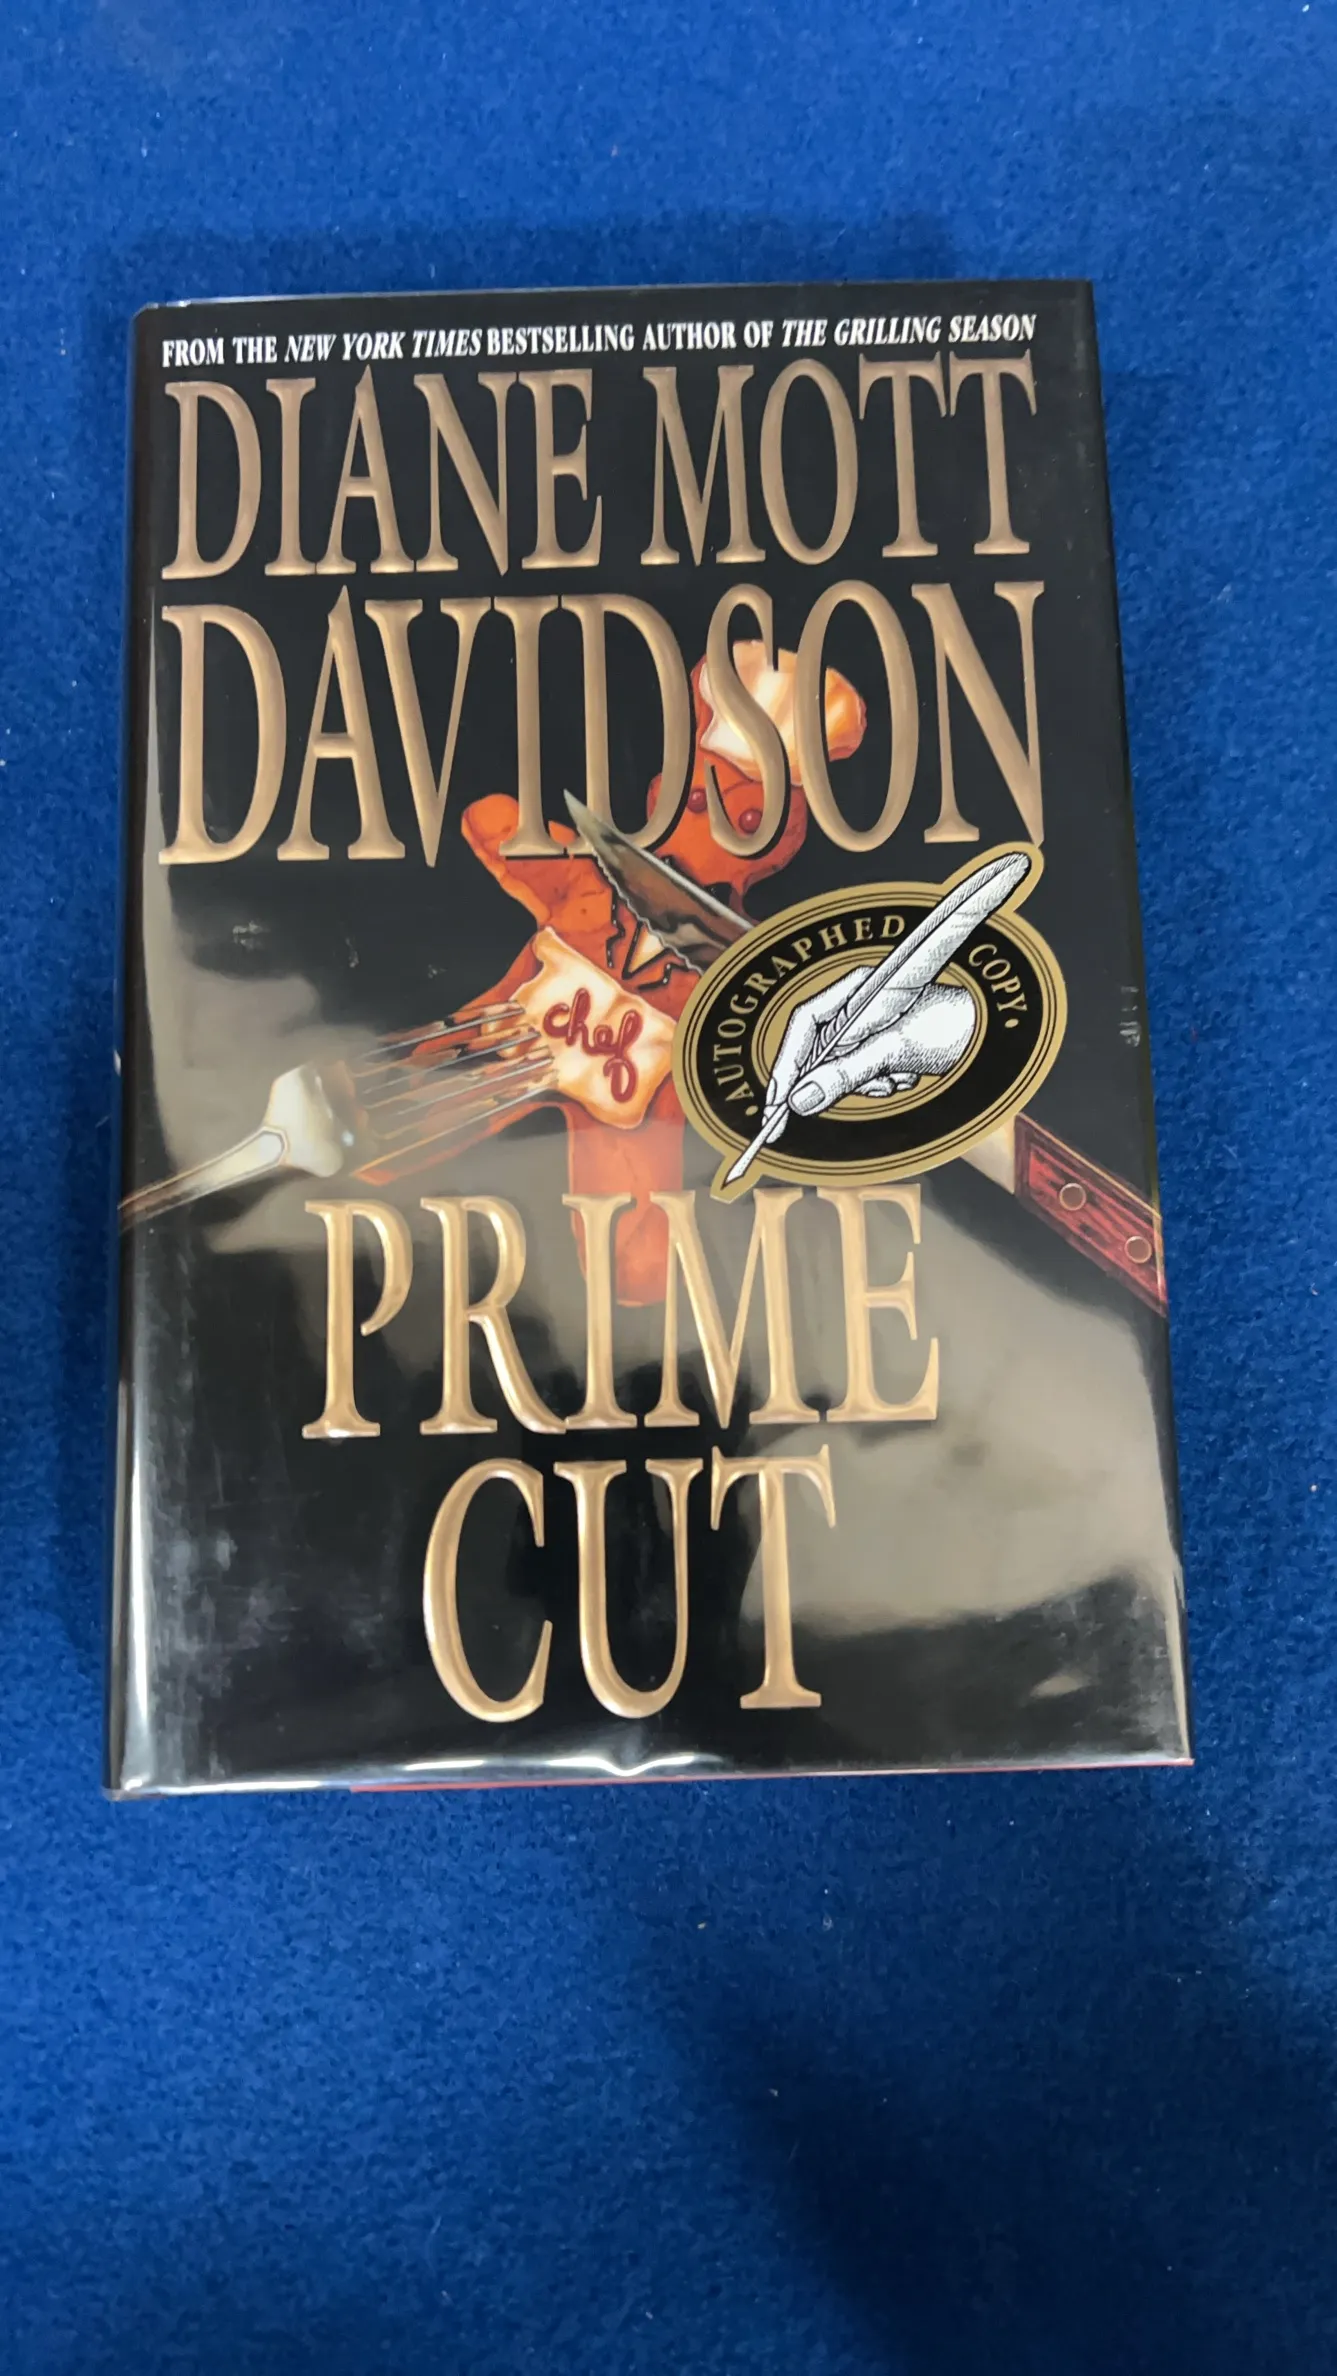 FROM THE NEW YORK TIMES BESTSELLING AUTHOR OF THE GRILLING SEASON
DIANE MOTT
DAVIDSON
chef
• AUTOGRAPHED COPY •
PRIME
CUT